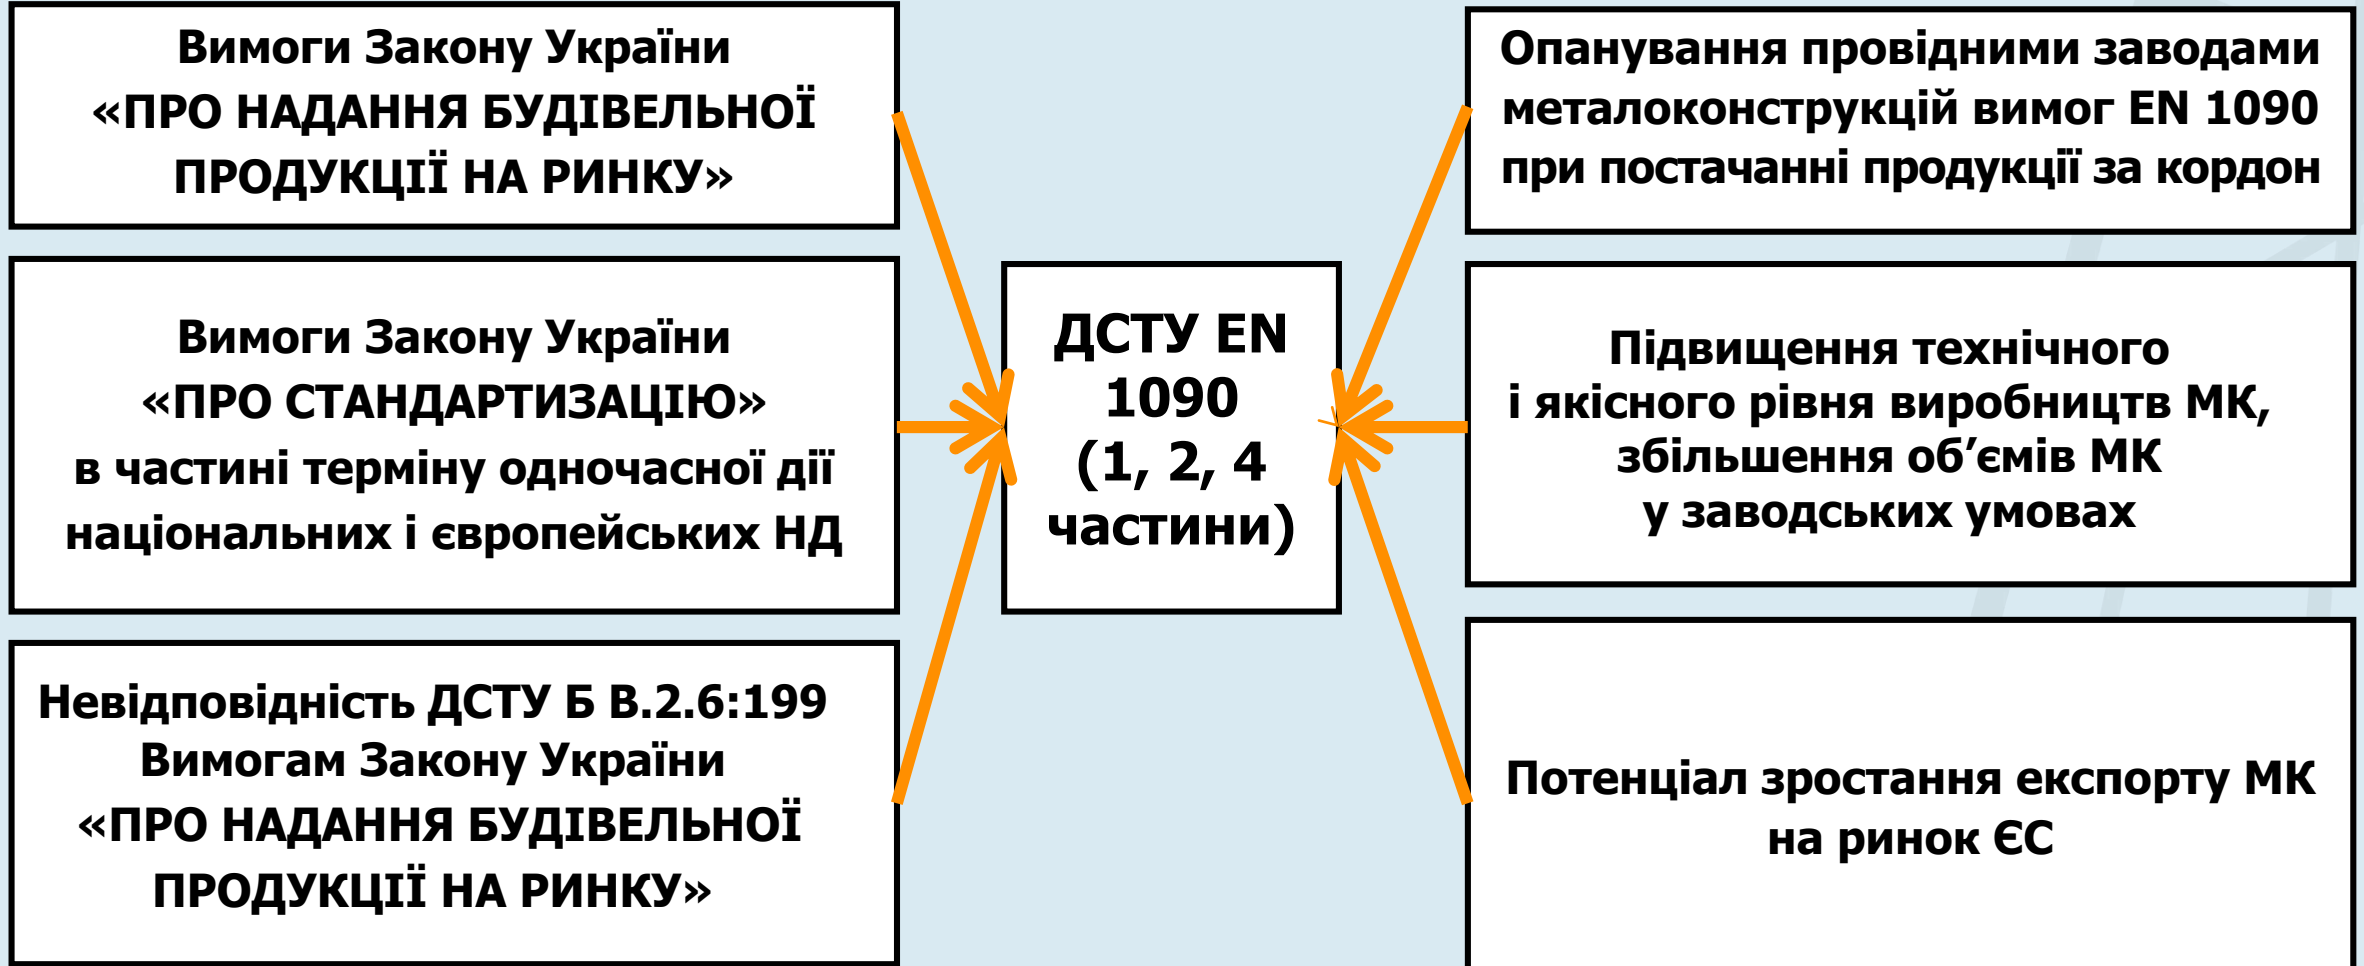 Вимоги Закону України
«ПРО НАДАННЯ БУДІВЕЛЬНОЇ
ПРОДУКЦІЇ НА РИНКУ»
Вимоги Закону України
«ПРО СТАНДАРТИЗАЦІЮ»
в частині терміну одночасної дії
національних і європейських НД
Невідповідність ДСТУ Б В.2.6:199
Вимогам Закону України
«ПРО НАДАННЯ БУДІВЕЛЬНОЇ
ПРОДУКЦІЇ НА РИНКУ»
ДСТУ EN
1090
(1, 2, 4
частини)
Опанування провідними заводами
металоконструкцій вимог EN 1090
при постачанні продукції за кордон
Підвищення технічного
і якісного рівня виробництв МК,
збільшення об’ємів МК
у заводських умовах
Потенціал зростання експорту МК
на ринок ЄС